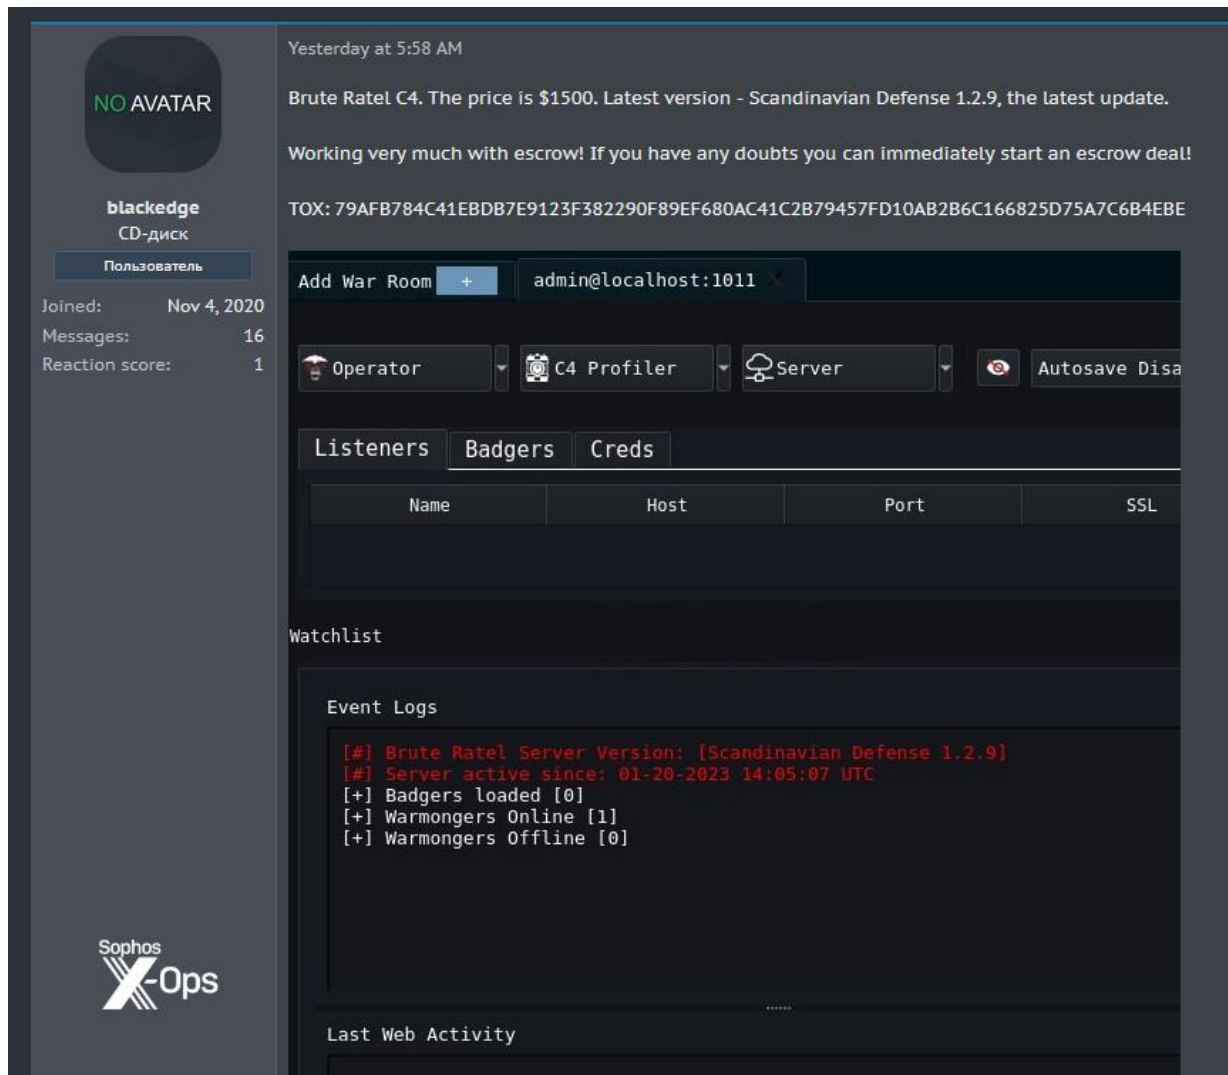 Yesterday at 5:58 AM
NO AVATAR
Brute Ratel C4. The price is $1500. Latest version - Scandinavian Defense 1.2.9, the latest update.
Working very much with escrow! If you have any doubts you can immediately start an escrow deal!
blackedge
CD-диск
Пользователь
Joined: Nov 4, 2020
Messages: 16
Reaction score: 1
TOX: 79AFB784C41EBDB7E9123F382290F89EF680AC41C2B79457FD10AB2B6C166825D75A7C6B4EBE
Add War Room +
admin@localhost:1011
Operator
C4 Profiler
Server
Autosave Disa
Listeners
Badgers
Creds
Name
Host
Port
SSL
Watchlist
Event Logs
[#] Brute Ratel Server Version: [Scandinavian Defense 1.2.9]
[#] Server active since: 01-20-2023 14:05:07 UTC
[+] Badgers loaded [0]
[+] Warmongers Online [1]
[+] Warmongers Offline [0]
Last Web Activity
Sophos
X-Ops